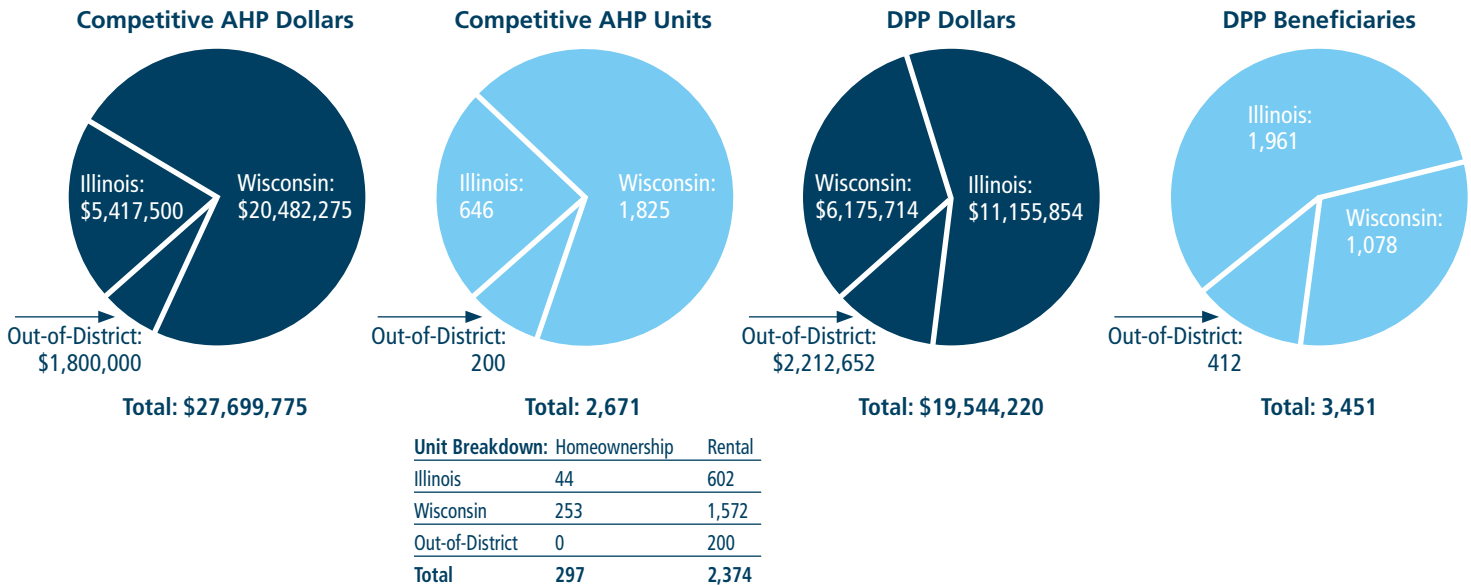 Competitive AHP Dollars
Illinois:
$5,417,500
Wisconsin:
$20,482,275
Out-of-District:
$1,800,000
Total: $27,699,775
Competitive AHP Units
Illinois:
646
Wisconsin:
1,825
Out-of-District:
200
Total: 2,671
Unit Breakdown: Homeownership Rental
Illinois 44 602
Wisconsin 253 1,572
Out-of-District 0 200
Total 297 2,374
DPP Dollars
Wisconsin:
$6,175,714
Illinois:
$11,155,854
Out-of-District:
$2,212,652
Total: $19,544,220
DPP Beneficiaries
Illinois:
1,961
Wisconsin:
1,078
Out-of-District:
412
Total: 3,451